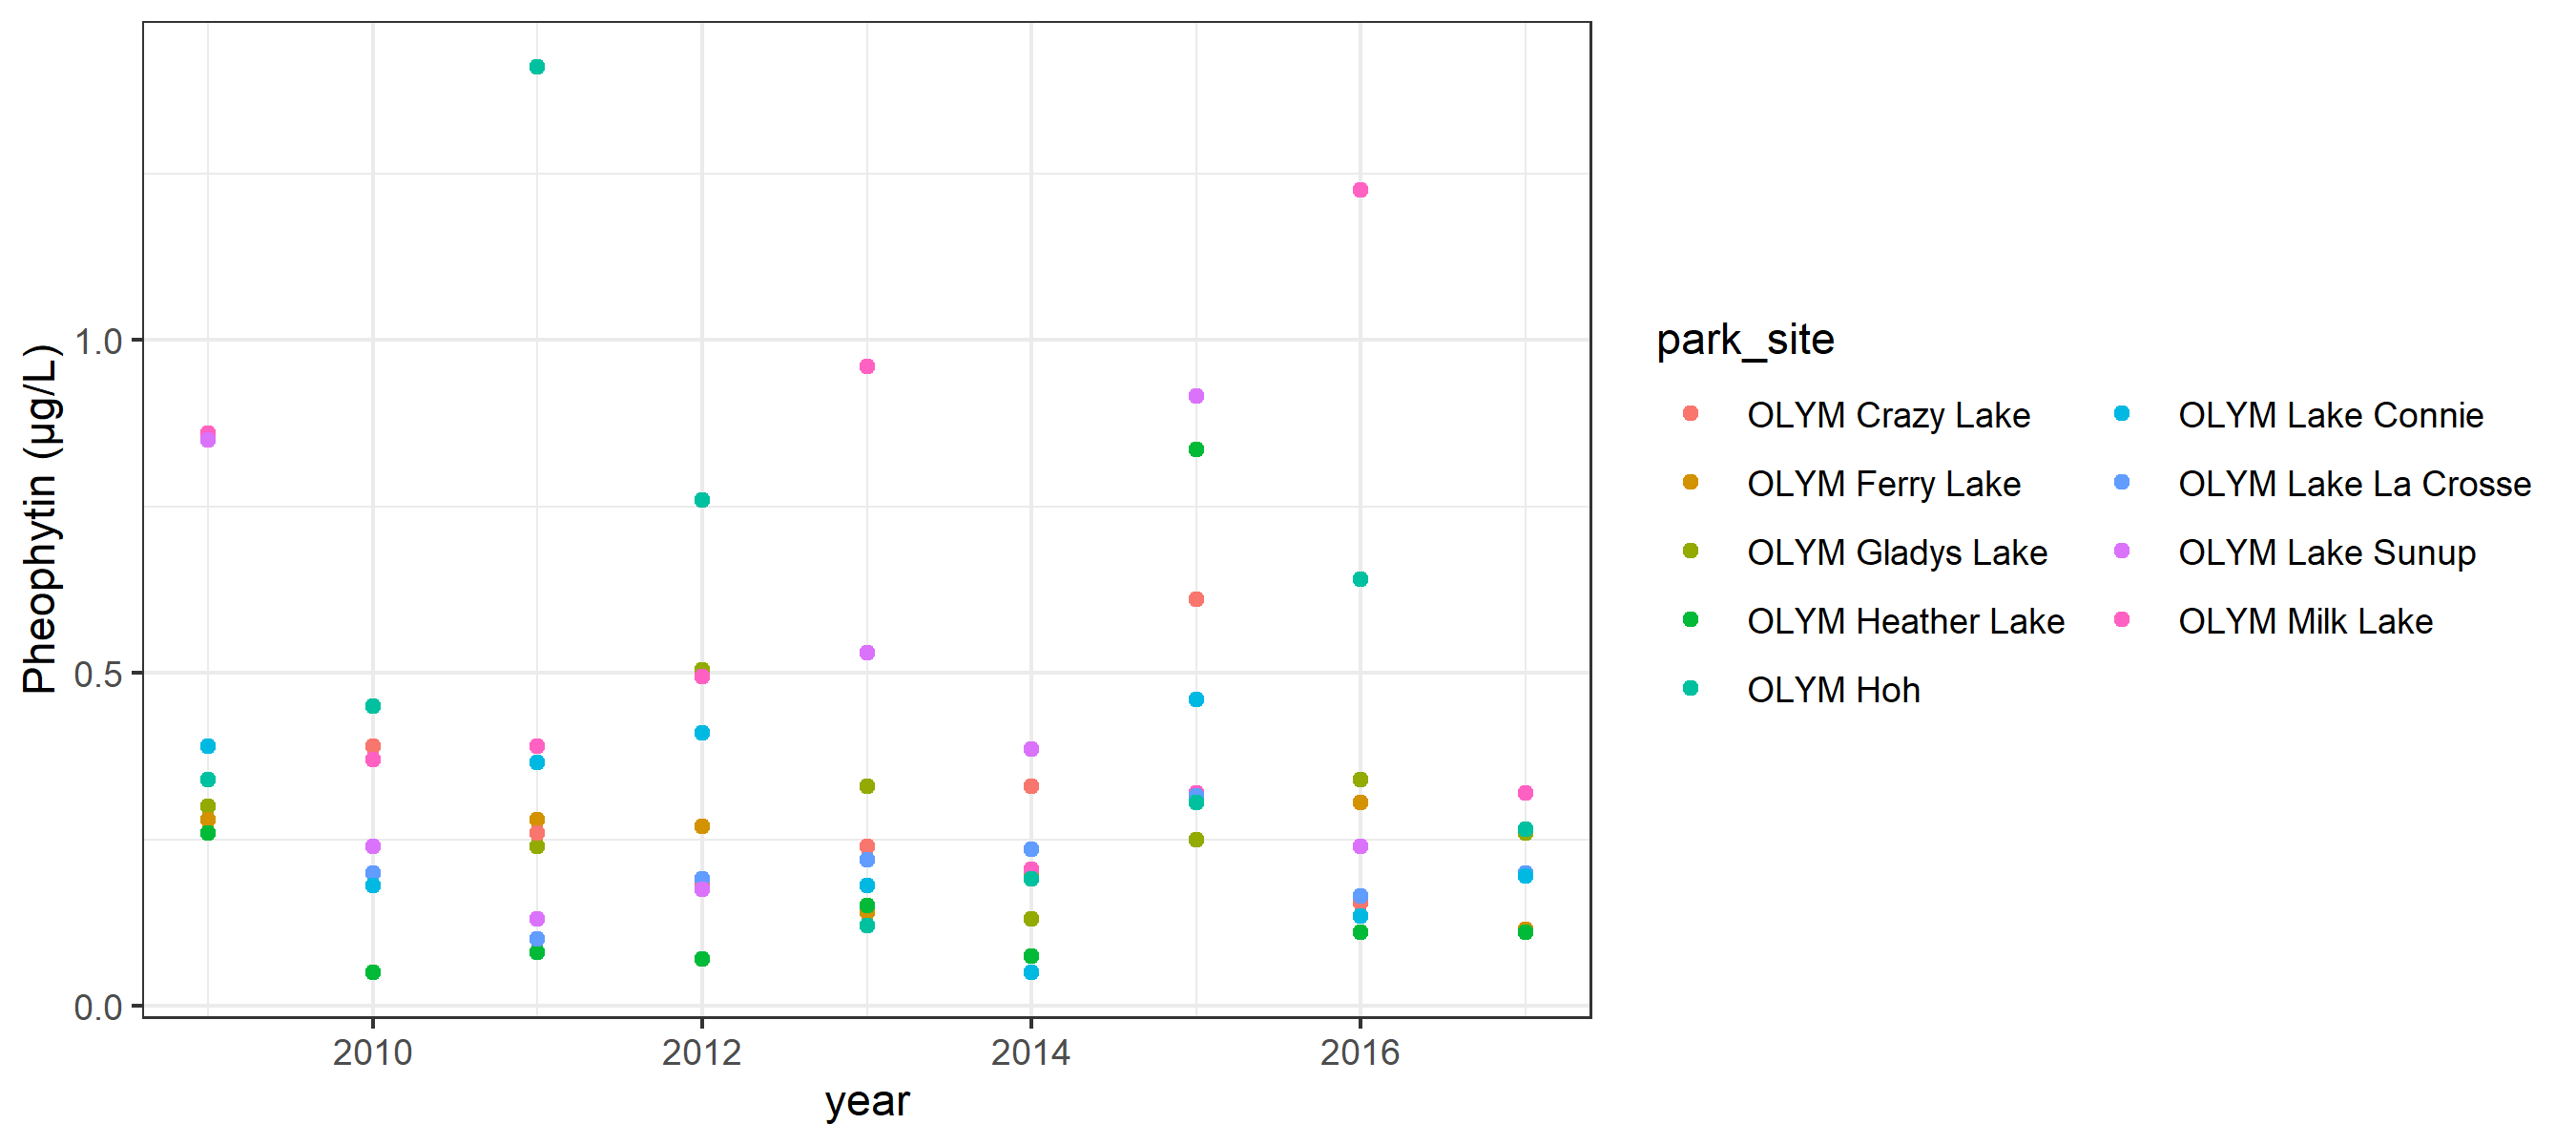 Pheophytin (µg/L)
1.0
0.5
0.0
2010
2012
2014
2016
year
park_site
OLYM Crazy Lake
OLYM Ferry Lake
OLYM Gladys Lake
OLYM Heather Lake
OLYM Hoh
OLYM Lake Connie
OLYM Lake La Crosse
OLYM Lake Sunup
OLYM Milk Lake